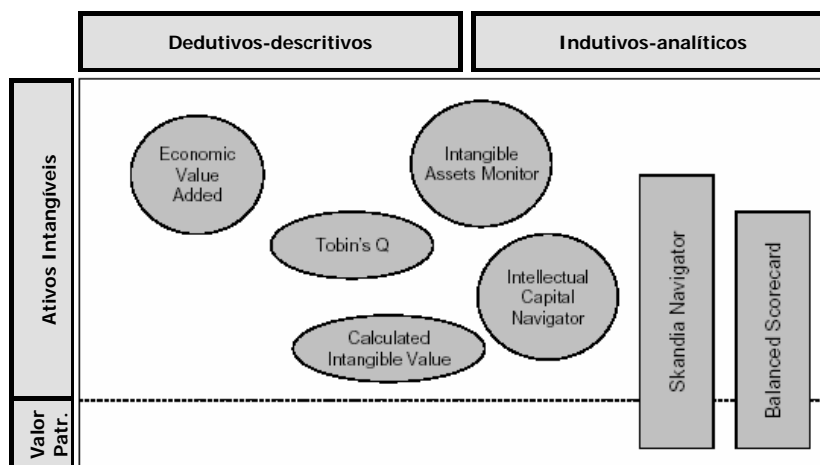 Dedutivos-descritivos
Indutivos-analíticos
Ativos Intangíveis
Valor
Patr.
Economic
Value
Added
Intangible
Assets Monitor
Tobin's Q
Intellectual
Capital
Navigator
Calculated
Intangible Value
Skandia Navigator
Balanced Scorecard